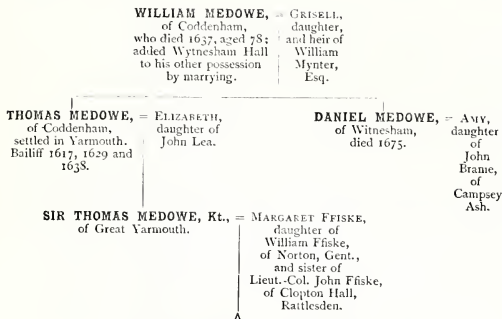 WILLIAM MEDOWE, = GRISELL,
of Coddenham, daughter,
who died 1637, aged 78; and heir of
added Wytnesham Hall William
to his other possession Mynter,
by marrying. Esq.
THOMAS MEDOWE, = ELIZABETH, DANIEL MEDOWE, = AMY,
of Coddenham, daughter of of Witnesham, daughter
settled in Yarmouth. John Lea. died 1675. of
Bailiff 1617, 1629 and John
1638. Brame,
of
Campsey
Ash.
SIR THOMAS MEDOWE, Kt., = MARGARET FFISKE,
of Great Yarmouth. daughter of
William Ffiske,
of Norton, Gent.,
and sister of
Lieut.-Col. John Ffiske,
of Clopton Hall,
Rattlesden.